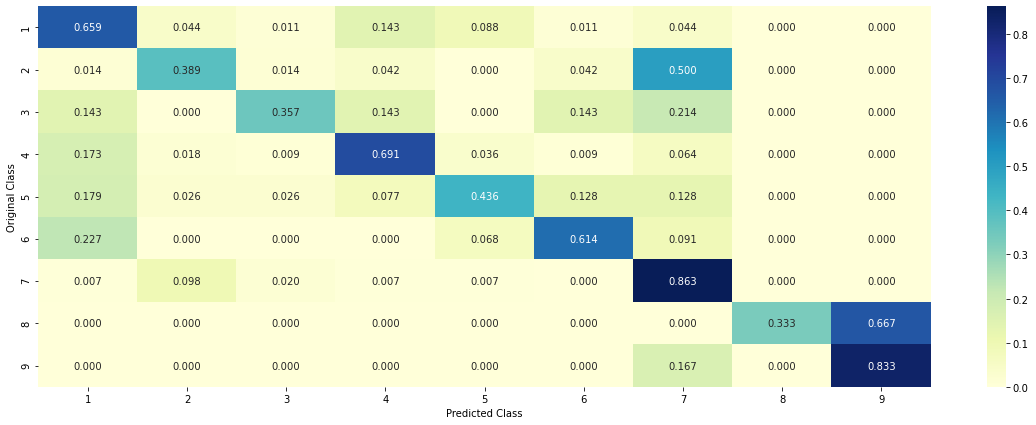 1 0.659 0.044 0.011 0.143 0.088 0.011 0.044 0.000 0.000
2 0.014 0.389 0.014 0.042 0.000 0.042 0.500 0.000 0.000
3 0.143 0.000 0.357 0.143 0.000 0.143 0.214 0.000 0.000
4 0.173 0.018 0.009 0.691 0.036 0.009 0.064 0.000 0.000
5 0.179 0.026 0.026 0.077 0.436 0.128 0.128 0.000 0.000
6 0.227 0.000 0.000 0.000 0.068 0.614 0.091 0.000 0.000
7 0.007 0.098 0.020 0.007 0.007 0.000 0.863 0.000 0.000
8 0.000 0.000 0.000 0.000 0.000 0.000 0.000 0.333 0.667
9 0.000 0.000 0.000 0.000 0.000 0.000 0.167 0.000 0.833
1 2 3 4 5 6 7 8 9
Predicted Class
Original Class
0.8
0.7
0.6
0.5
0.4
0.3
0.2
0.1
0.0